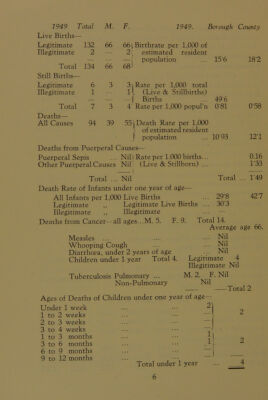 1949 Total M. F. 1949. Borough County
Live Births—
Legitimate 132 66 66 Birthrate per 1,000 of
Illegitimate 2 — 2 estimated resident
population ... 15·6 18·2
Total 134 66 68
Still Births—
Legitimate 6 3 3 Rate per 1,000 total
Illegitimate 1 — 1 (Live & Stillbirths)
Births 49·6
Total 7 3 4 Rate per 1,000 popul'n 0·81 0·58
Deaths—
All Causes 94 39 55 Death Rate per 1,000
of estimated resident
population ... 10·93 12·1
Deaths from Puerperal Causes—
Puerperal Sepis ... Nil Rate per 1,000 births... 0.16
Other Puerperal Causes Nil (Live & Stillborn) ... 1·33
Total ... Nil Total ... 1·49
Death Rate of Infants under one year of age—
All Infants per 1,000 Live Births ... 29·8 42·7
Legitimate ,, Legitimate Live Births ... 30·3
Illegitimate ,, Illegitimate ...
Deaths from Cancer—all ages . M. 5. F. 9. Total 14.
Average age 66.
Measles ... Nil
Whooping Cough ... Nil
Diarrhœa, under 2 years of age Nil
Children under 1 year Total 4. Legitimate 4
Illegitimate Nil
Tuberculosis Pulmonary ... M. 2. F. Nil
Non-Pulmonary Nil
Total 2
Ages of Deaths of Children under one year of age—
Under 1 week ... 2
1 to 2 weeks ... 2
2 to 3 weeks
3 to 4 weeks
1 to 3 months ... 1
3 to 6 months ... 1 2
6 to 9 months
9 to 12 months
Total under 1 year ... 4
6